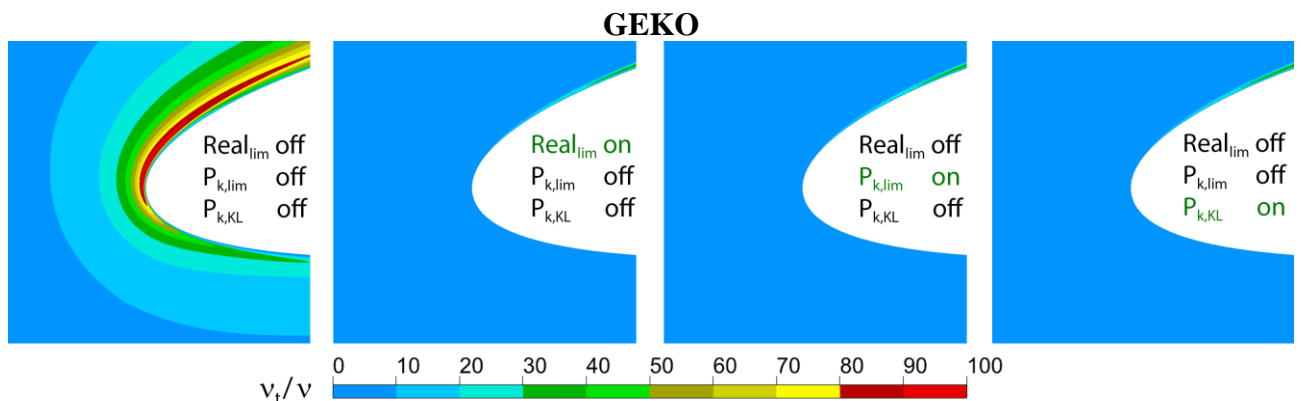 GEKO
Real_lim off
P_k,lim off
P_k,KL off
Real_lim on
P_k,lim off
P_k,KL off
Real_lim off
P_k,lim on
P_k,KL off
Real_lim off
P_k,lim off
P_k,KL on
0 10 20 30 40 50 60 70 80 90 100
ν_t/ν